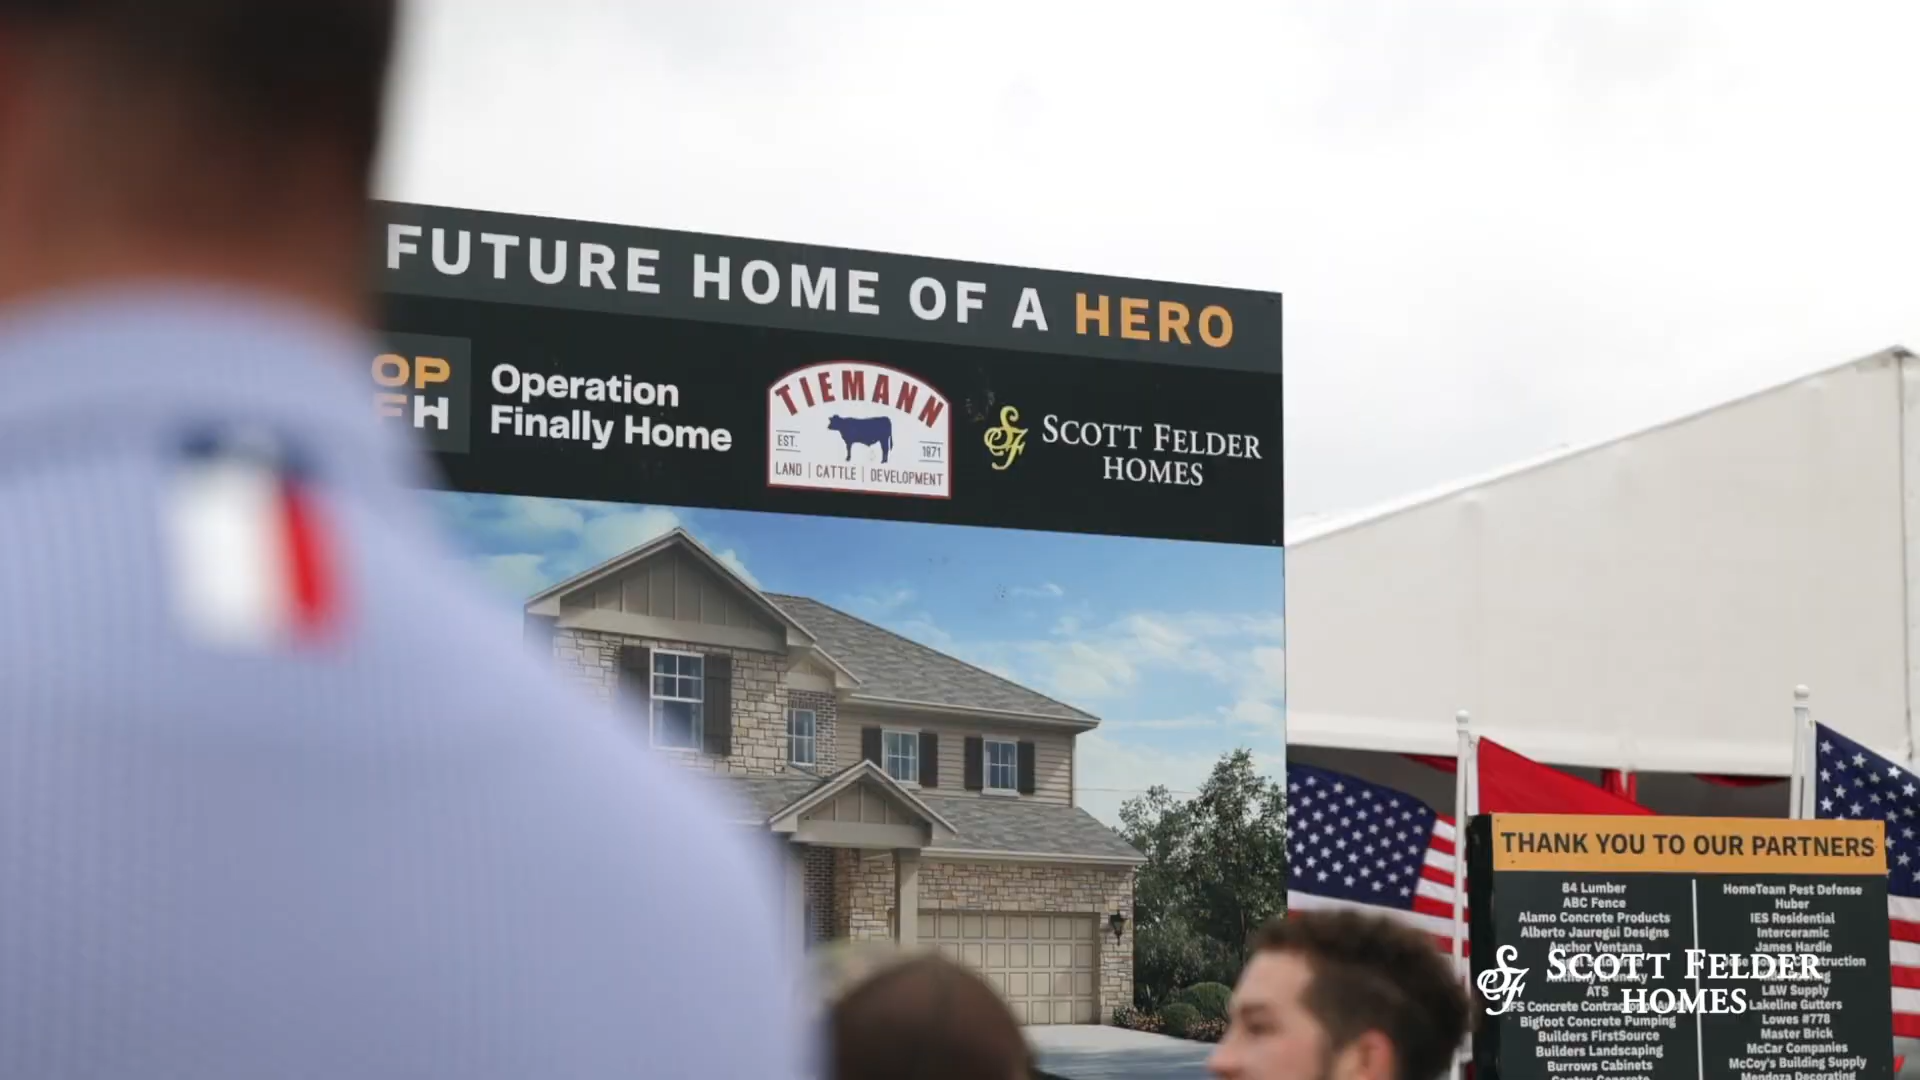 FUTURE HOME OF A HERO
OP
FH
Operation
Finally Home
TIEMANN
EST. 1871
LAND | CATTLE | DEVELOPMENT
SF
SCOTT FELDER
HOMES
THANK YOU TO OUR PARTNERS
84 Lumber
ABC Fence
Alamo Concrete Products
Alberto Jauregui Designs
Anchor Ventana
ATS
Bigfoot Concrete Pumping
Builders FirstSource
Builders Landscaping
Burrows Cabinets
HomeTeam Pest Defense
Huber
IES Residential
Interceramic
James Hardie
L&W Supply
Lakeline Gutters
Lowes #778
Master Brick
McCar Companies
McCoy's Building Supply
Mendoza Decorating
SF
SCOTT FELDER
HOMES